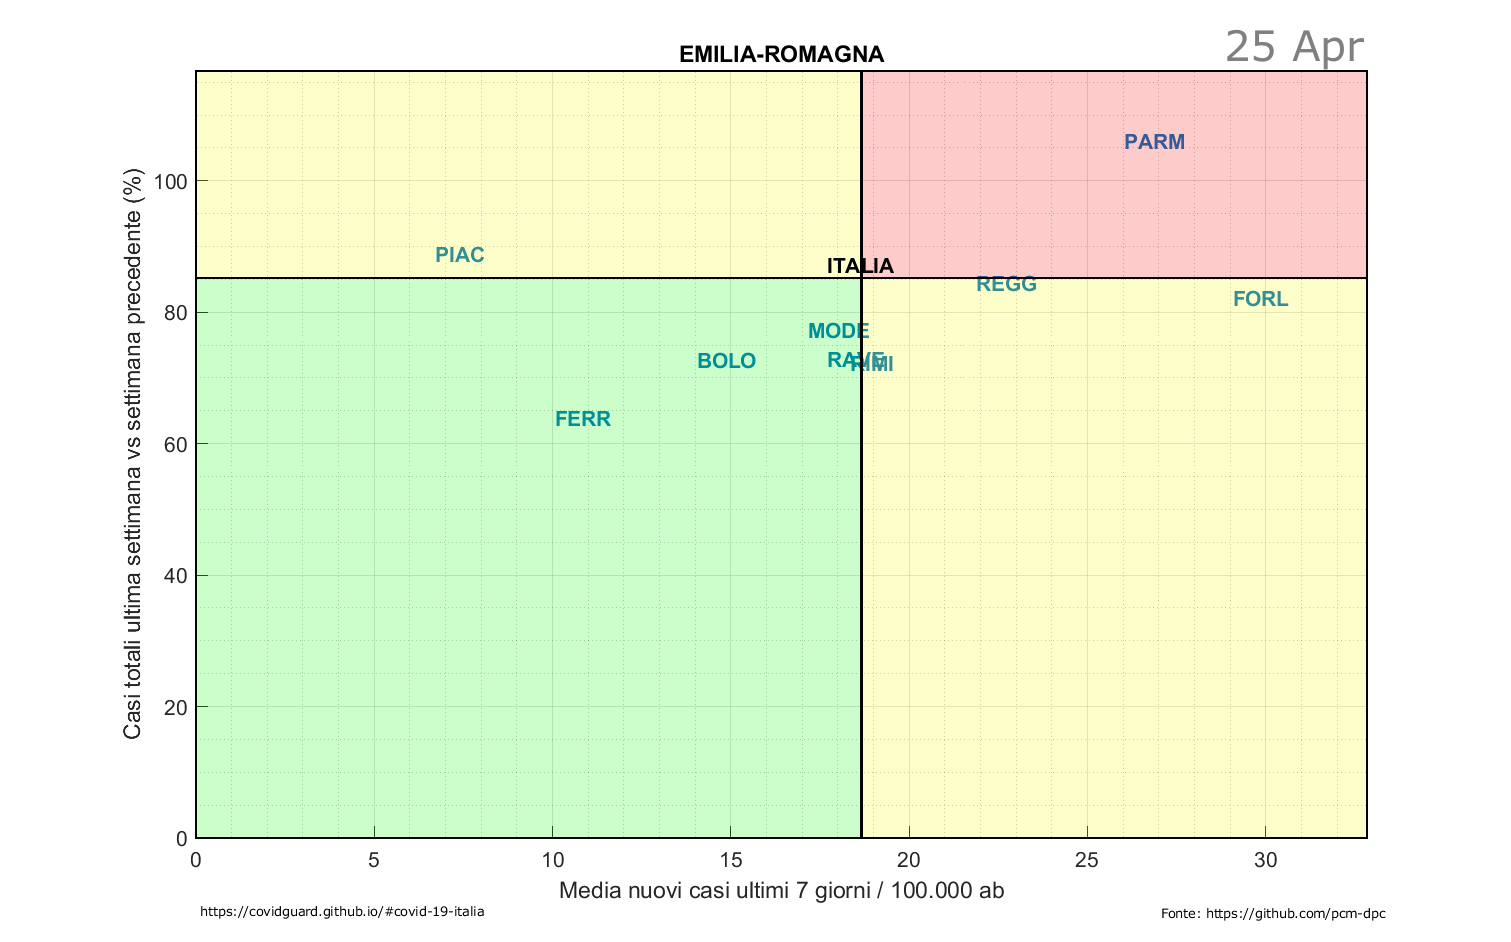 EMILIA-ROMAGNA
25 Apr
Casi totali ultima settimana vs settimana precedente (%)
100
80
60
40
20
0
PARM
PIAC
ITALIA
REGG
FORL
MODE
RAVE
RIMI
BOLO
FERR
0 5 10 15 20 25 30
Media nuovi casi ultimi 7 giorni / 100.000 ab
https://covidguard.github.io/#covid-19-italia
Fonte: https://github.com/pcm-dpc